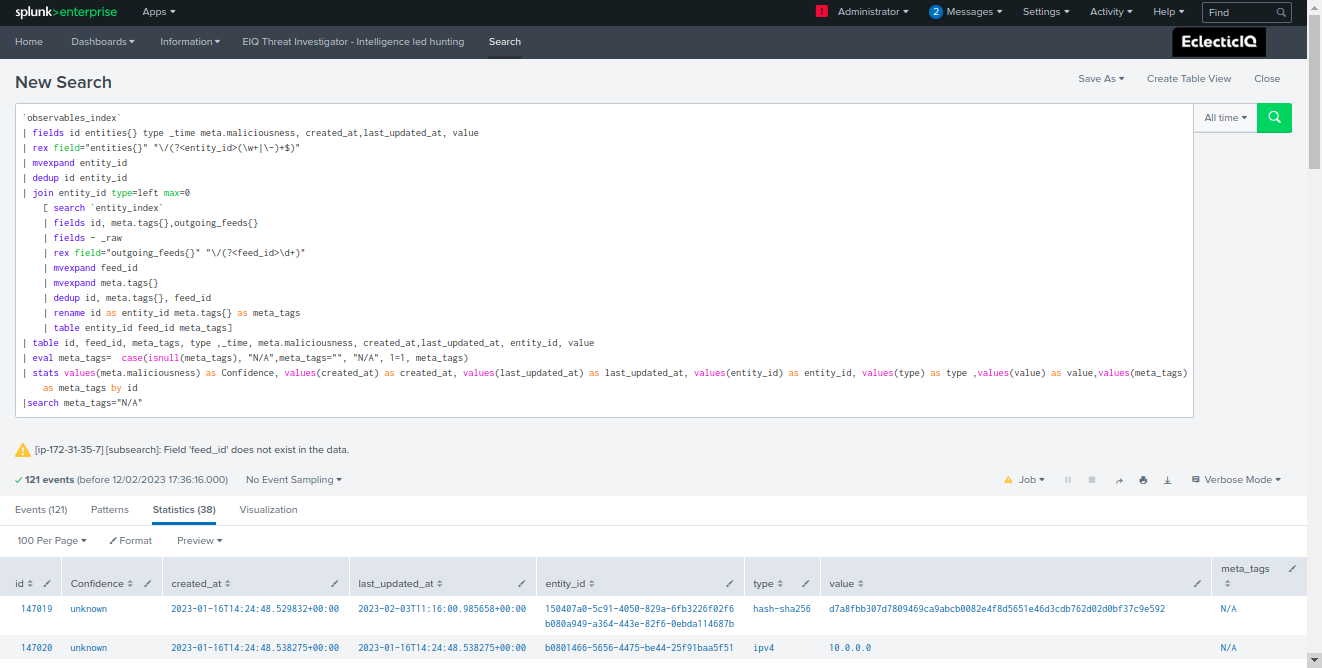 splunk>enterprise Apps ! Administrator 2 Messages Settings Activity Help Find
Home Dashboards Information EIQ Threat Investigator - Intelligence led hunting Search EclecticIQ
New Search Save As Create Table View Close
`observables_index` All time
| fields id entities{} type _time meta.maliciousness, created_at,last_updated_at, value
| rex field="entities{}" "\/(?<entity_id>(\w+|\-)+$)"
| mvexpand entity_id
| dedup id entity_id
| join entity_id type=left max=0
[ search `entity_index`
| fields id, meta.tags{},outgoing_feeds{}
| fields - _raw
| rex field="outgoing_feeds{}" "\/(?<feed_id>\d+)"
| mvexpand feed_id
| mvexpand meta.tags{}
| dedup id, meta.tags{}, feed_id
| rename id as entity_id meta.tags{} as meta_tags
| table entity_id feed_id meta_tags]
| table id, feed_id, meta_tags, type ,_time, meta.maliciousness, created_at,last_updated_at, entity_id, value
| eval meta_tags=  case(isnull(meta_tags), "N/A",meta_tags="", "N/A", 1=1, meta_tags)
| stats values(meta.maliciousness) as Confidence, values(created_at) as created_at, values(last_updated_at) as last_updated_at, values(entity_id) as entity_id, values(type) as type ,values(value) as value,values(meta_tags)
as meta_tags by id
|search meta_tags="N/A"
[ip-172-31-35-7] [subsearch]: Field 'feed_id' does not exist in the data.
121 events (before 12/02/2023 17:36:16.000) No Event Sampling Job Verbose Mode
Events (121) Patterns Statistics (38) Visualization
100 Per Page Format Preview
id Confidence created_at last_updated_at entity_id type value meta_tags
147019 unknown 2023-01-16T14:24:48.529832+00:00 2023-02-03T11:16:00.985658+00:00 150407a0-5c91-4050-829a-6fb3226f02f6 hash-sha256 d7a8fbb307d7809469ca9abcb0082e4f8d5651e46d3cdb762d02d0bf37c9e592 N/A
b080a949-a364-443e-82f6-0ebda114687b
147020 unknown 2023-01-16T14:24:48.538275+00:00 2023-01-16T14:24:48.538275+00:00 b0801466-5656-4475-be44-25f91baa5f51 ipv4 10.0.0.0 N/A